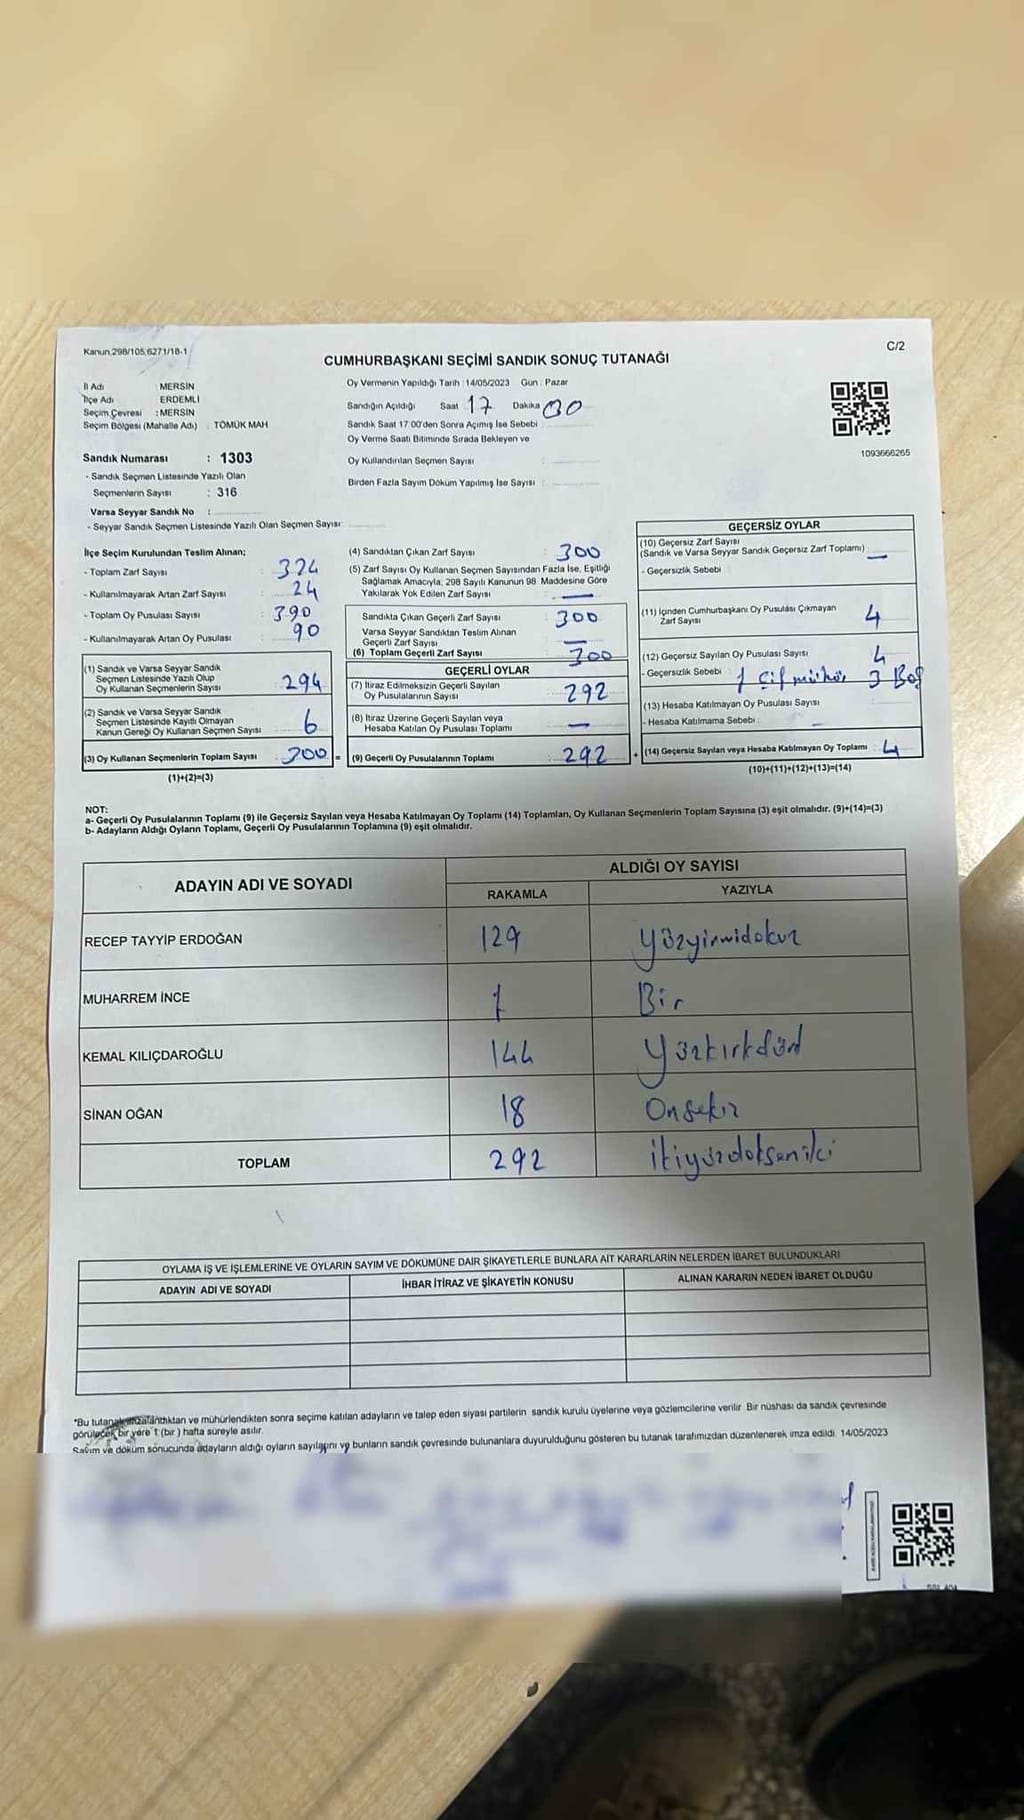 Kanun,298/105,6271/18-1
C/2
CUMHURBAŞKANI SEÇİMİ SANDIK SONUÇ TUTANAĞI
İl Adı : MERSİN
İlçe Adı : ERDEMLİ
Seçim Çevresi : MERSİN
Seçim Bölgesi (Mahalle Adı) : TÖMÜK MAH
Oy Vermenin Yapıldığı Tarih : 14/05/2023 Gün : Pazar
Sandığın Açıldığı Saat 17 Dakika 00
Sandık Saat 17:00'den Sonra Açımış İse Sebebi
Oy Verme Saati Bitiminde Sırada Bekleyen ve
Oy Kullandırılan Seçmen Sayısı :
Birden Fazla Sayım Döküm Yapılmış İse Sayısı :
1093666265
Sandık Numarası : 1303
- Sandık Seçmen Listesinde Yazılı Olan
Seçmenlerin Sayısı : 316
Varsa Seyyar Sandık No :
- Seyyar Sandık Seçmen Listesinde Yazılı Olan Seçmen Sayısı:
İlçe Seçim Kurulundan Teslim Alınan;
- Toplam Zarf Sayısı : 324
- Kullanılmayarak Artan Zarf Sayısı : 24
- Toplam Oy Pusulası Sayısı : 390
- Kullanılmayarak Artan Oy Pusulası : 90
(1) Sandık ve Varsa Seyyar Sandık
Seçmen Listesinde Yazılı Olup
Oy Kullanan Seçmenlerin Sayısı : 294
(2) Sandık ve Varsa Seyyar Sandık
Seçmen Listesinde Kayıtlı Olmayan
Kanun Gereği Oy Kullanan Seçmen Sayısı : 6
(3) Oy Kullanan Seçmenlerin Toplam Sayısı : 300 =
(1)+(2)=(3)
(4) Sandıktan Çıkan Zarf Sayısı : 300
(5) Zarf Sayısı Oy Kullanan Seçmen Sayısından Fazla İse, Eşitliği
Sağlamak Amacıyla, 298 Sayılı Kanunun 98. Maddesine Göre
Yakılarak Yok Edilen Zarf Sayısı : —
Sandıkta Çıkan Geçerli Zarf Sayısı : 300
Varsa Seyyar Sandıktan Teslim Alınan
Geçerli Zarf Sayısı : —
(6) Toplam Geçerli Zarf Sayısı : 300
GEÇERLİ OYLAR
(7) İtiraz Edilmeksizin Geçerli Sayılan
Oy Pusulalarının Sayısı : 292
(8) İtiraz Üzerine Geçerli Sayılan veya
Hesaba Katılan Oy Pusulası Toplamı : —
(9) Geçerli Oy Pusulalarının Toplamı : 292 +
GEÇERSİZ OYLAR
(10) Geçersiz Zarf Sayısı
(Sandık ve Varsa Seyyar Sandık Geçersiz Zarf Toplamı) —
- Geçersizlik Sebebi
(11) İçinden Cumhurbaşkanı Oy Pusulası Çıkmayan
Zarf Sayısı 4
(12) Geçersiz Sayılan Oy Pusulası Sayısı 4
- Geçersizlik Sebebi 1 Çif mühür 3 Boş
(13) Hesaba Katılmayan Oy Pusulası Sayısı
- Hesaba Katılmama Sebebi : —
(14) Geçersiz Sayılan veya Hesaba Katılmayan Oy Toplamı : 4
(10)+(11)+(12)+(13)=(14)
NOT:
a- Geçerli Oy Pusulalarının Toplamı (9) ile Geçersiz Sayılan veya Hesaba Katılmayan Oy Toplamı (14) Toplamları, Oy Kullanan Seçmenlerin Toplam Sayısına (3) eşit olmalıdır. (9)+(14)=(3)
b- Adayların Aldığı Oyların Toplamı, Geçerli Oy Pusulalarının Toplamına (9) eşit olmalıdır.
ADAYIN ADI VE SOYADI ALDIĞI OY SAYISI
RAKAMLA YAZIYLA
RECEP TAYYİP ERDOĞAN 129 Yüzyirmidokuz
MUHARREM İNCE 1 Bir
KEMAL KILIÇDAROĞLU 144 Yüzkırkdörd
SİNAN OĞAN 18 Onsekiz
TOPLAM 292 ikiyüzdoksaniki
OYLAMA İŞ VE İŞLEMLERİNE VE OYLARIN SAYIM VE DÖKÜMÜNE DAİR ŞİKAYETLERLE BUNLARA AİT KARARLARIN NELERDEN İBARET BULUNDUKLARI
ADAYIN ADI VE SOYADI İHBAR İTİRAZ VE ŞİKAYETİN KONUSU ALINAN KARARIN NEDEN İBARET OLDUĞU
*Bu tutanak imzalandıktan ve mühürlendikten sonra seçime katılan adayların ve talep eden siyasi partilerin sandık kurulu üyelerine veya gözlemcilerine verilir. Bir nüshası da sandık çevresinde
görülecek bir yere 1 (bir) hafta süreyle asılır.
Sayım ve döküm sonucunda adayların aldığı oyların sayılarını ve bunların sandık çevresinde bulunanlara duyurulduğunu gösteren bu tutanak tarafımızdan düzenlenerek imza edildi. 14/05/2023